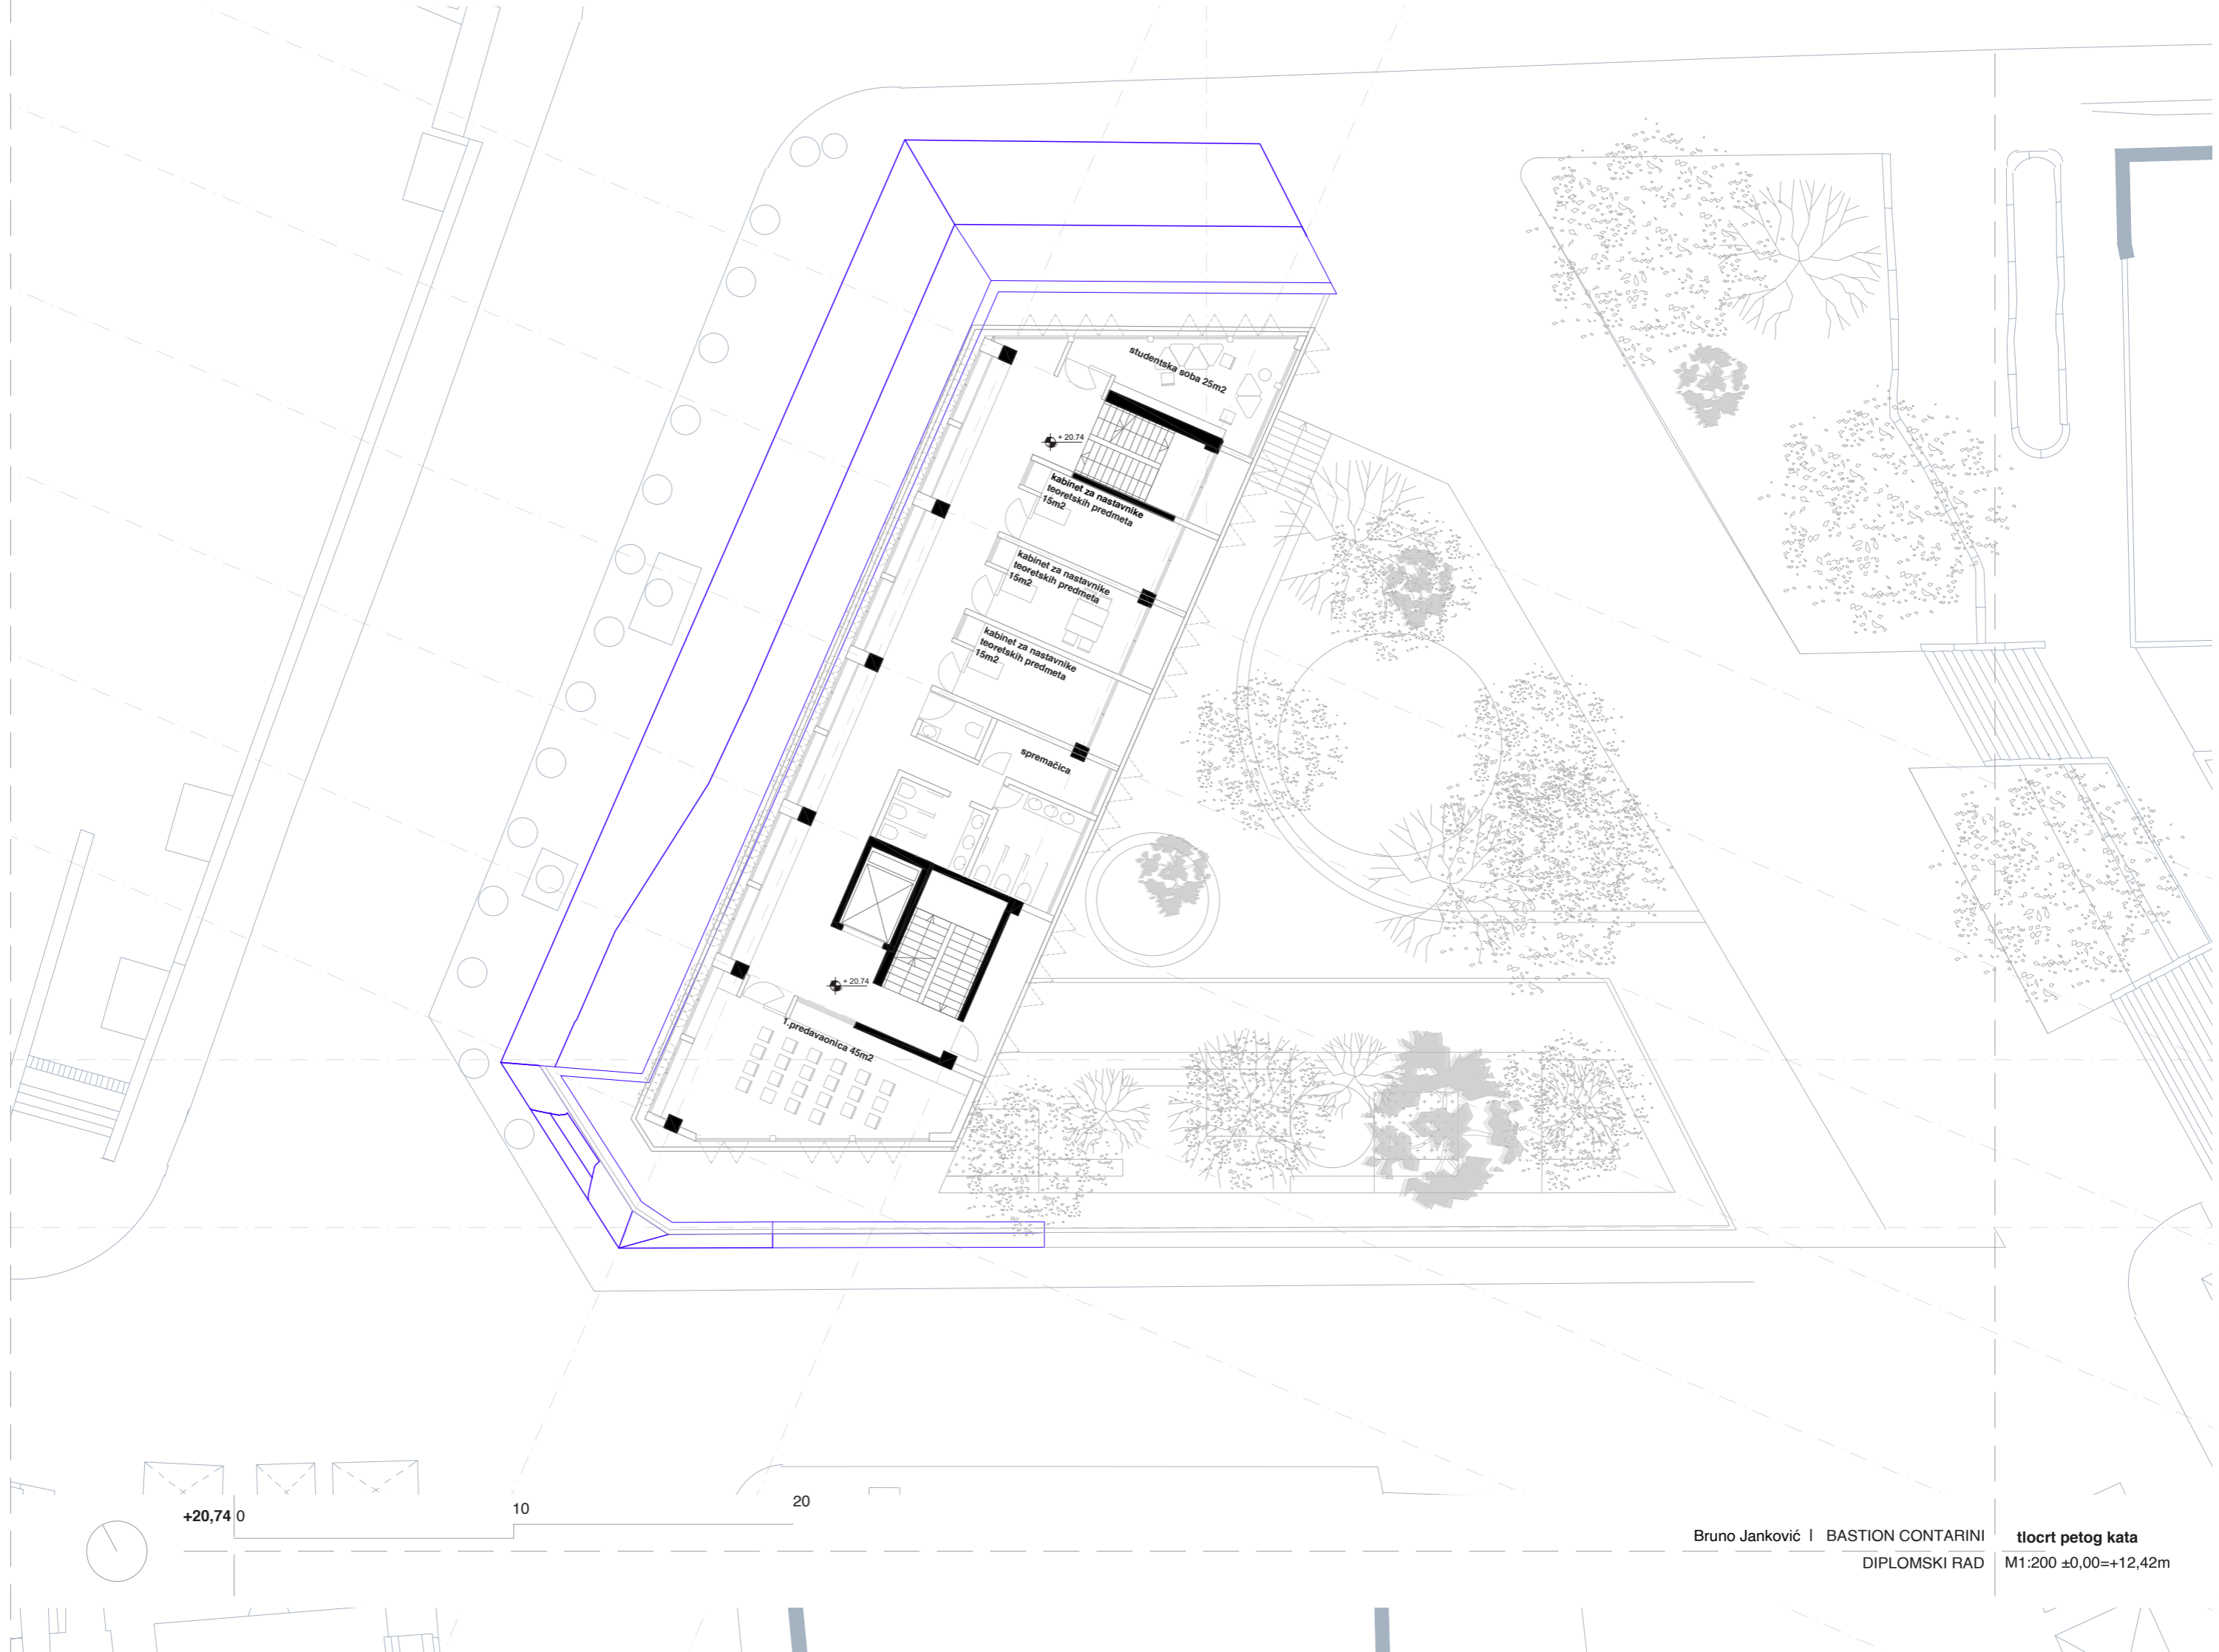 studentska soba 25m2
+ 20.74
kabinet za nastavnike
teoretskih predmeta
15m2
kabinet za nastavnike
teoretskih predmeta
15m2
kabinet za nastavnike
teoretskih predmeta
15m2
spremačica
+ 20.74
1.predavaonica 45m2
+20,74 0
10
20
Bruno Janković | BASTION CONTARINI
tlocrt petog kata
DIPLOMSKI RAD
M1:200 ±0,00=+12,42m